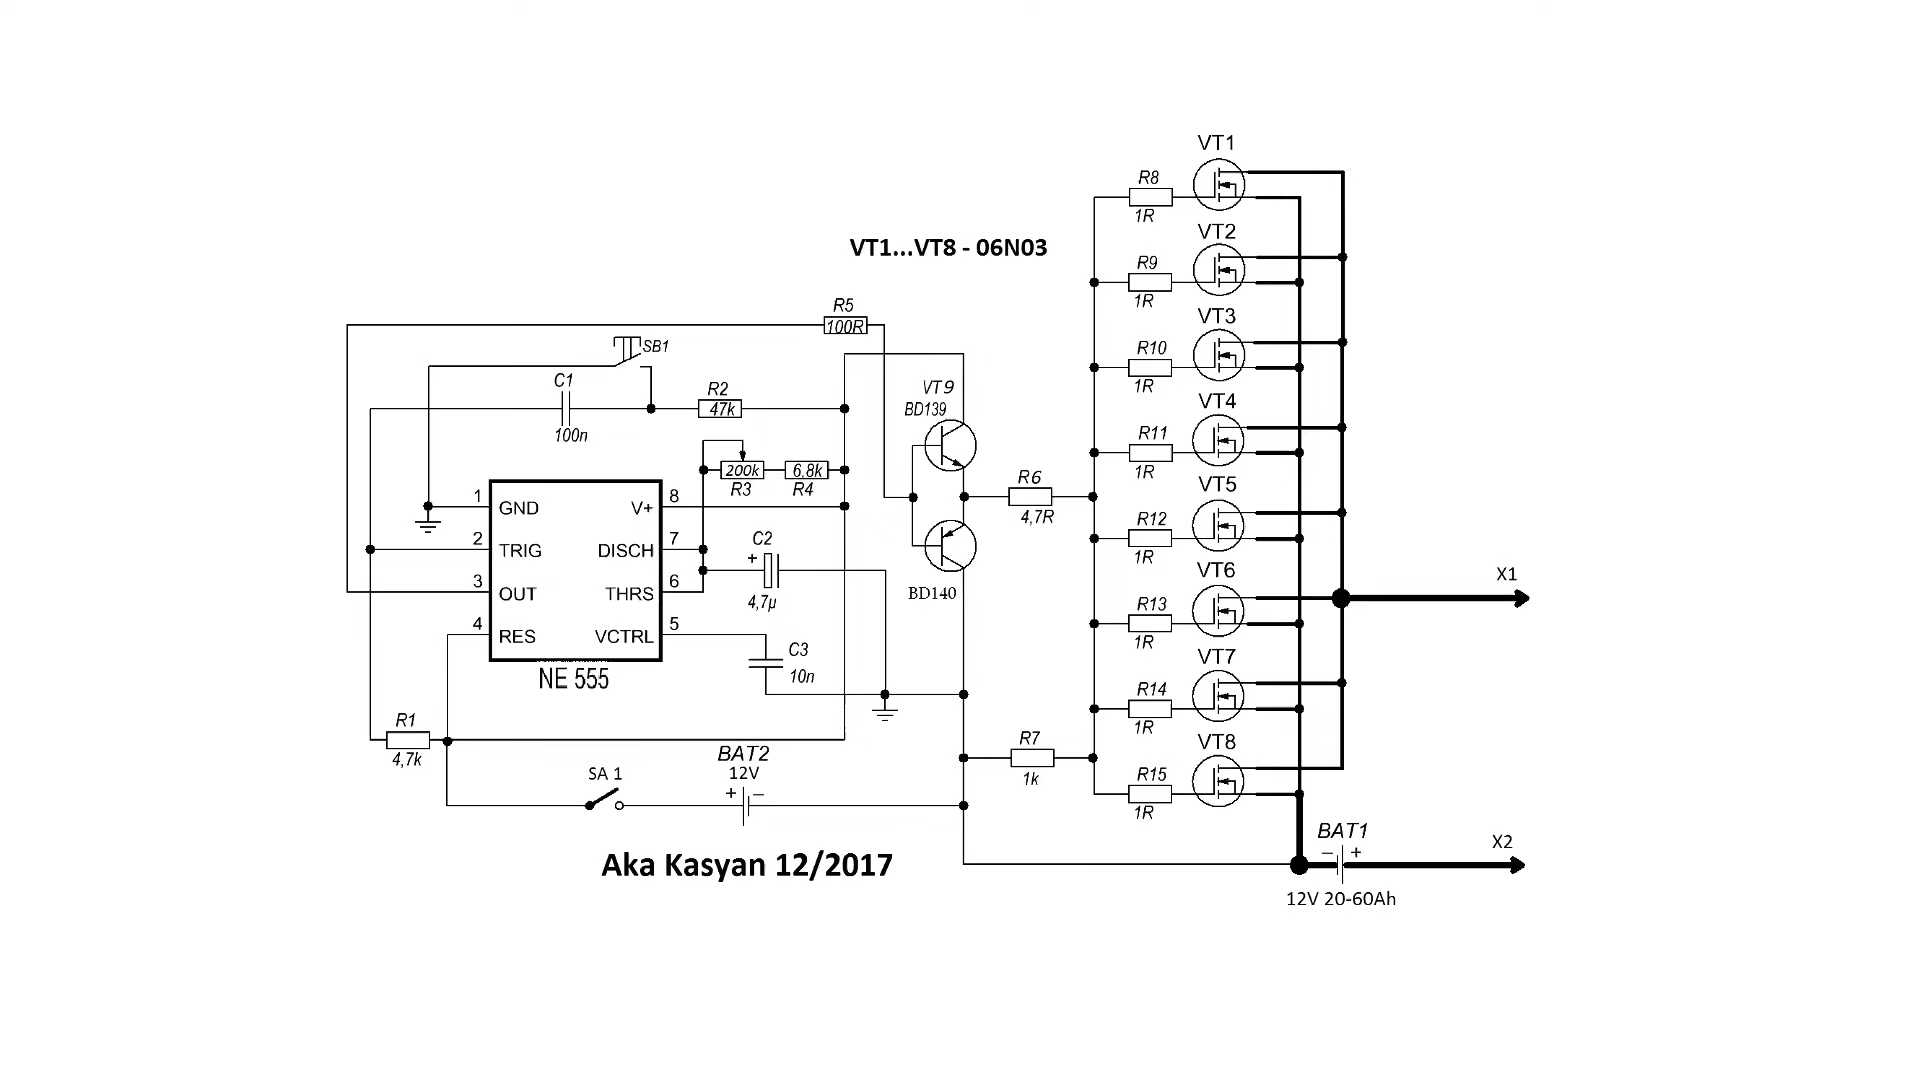 VT1
R8
1R
VT2
VT1...VT8 - 06N03
R9
1R
R5
100R
VT3
SB1
R10
1R
C1
100n
R2
47k
VT9
BD139
VT4
R11
1R
200k
R3
6,8k
R4
R6
4,7R
VT5
R12
1R
1
GND
V+
8
2
TRIG
DISCH
7
3
OUT
THRS
6
4
RES
VCTRL
5
NE 555
C2
+
4,7µ
BD140
VT6
R13
1R
X1
C3
10n
VT7
R14
1R
R1
4,7k
R7
1k
VT8
R15
1R
SA 1
BAT2
12V
+ −
BAT1
− +
12V 20-60Ah
X2
Aka Kasyan 12/2017